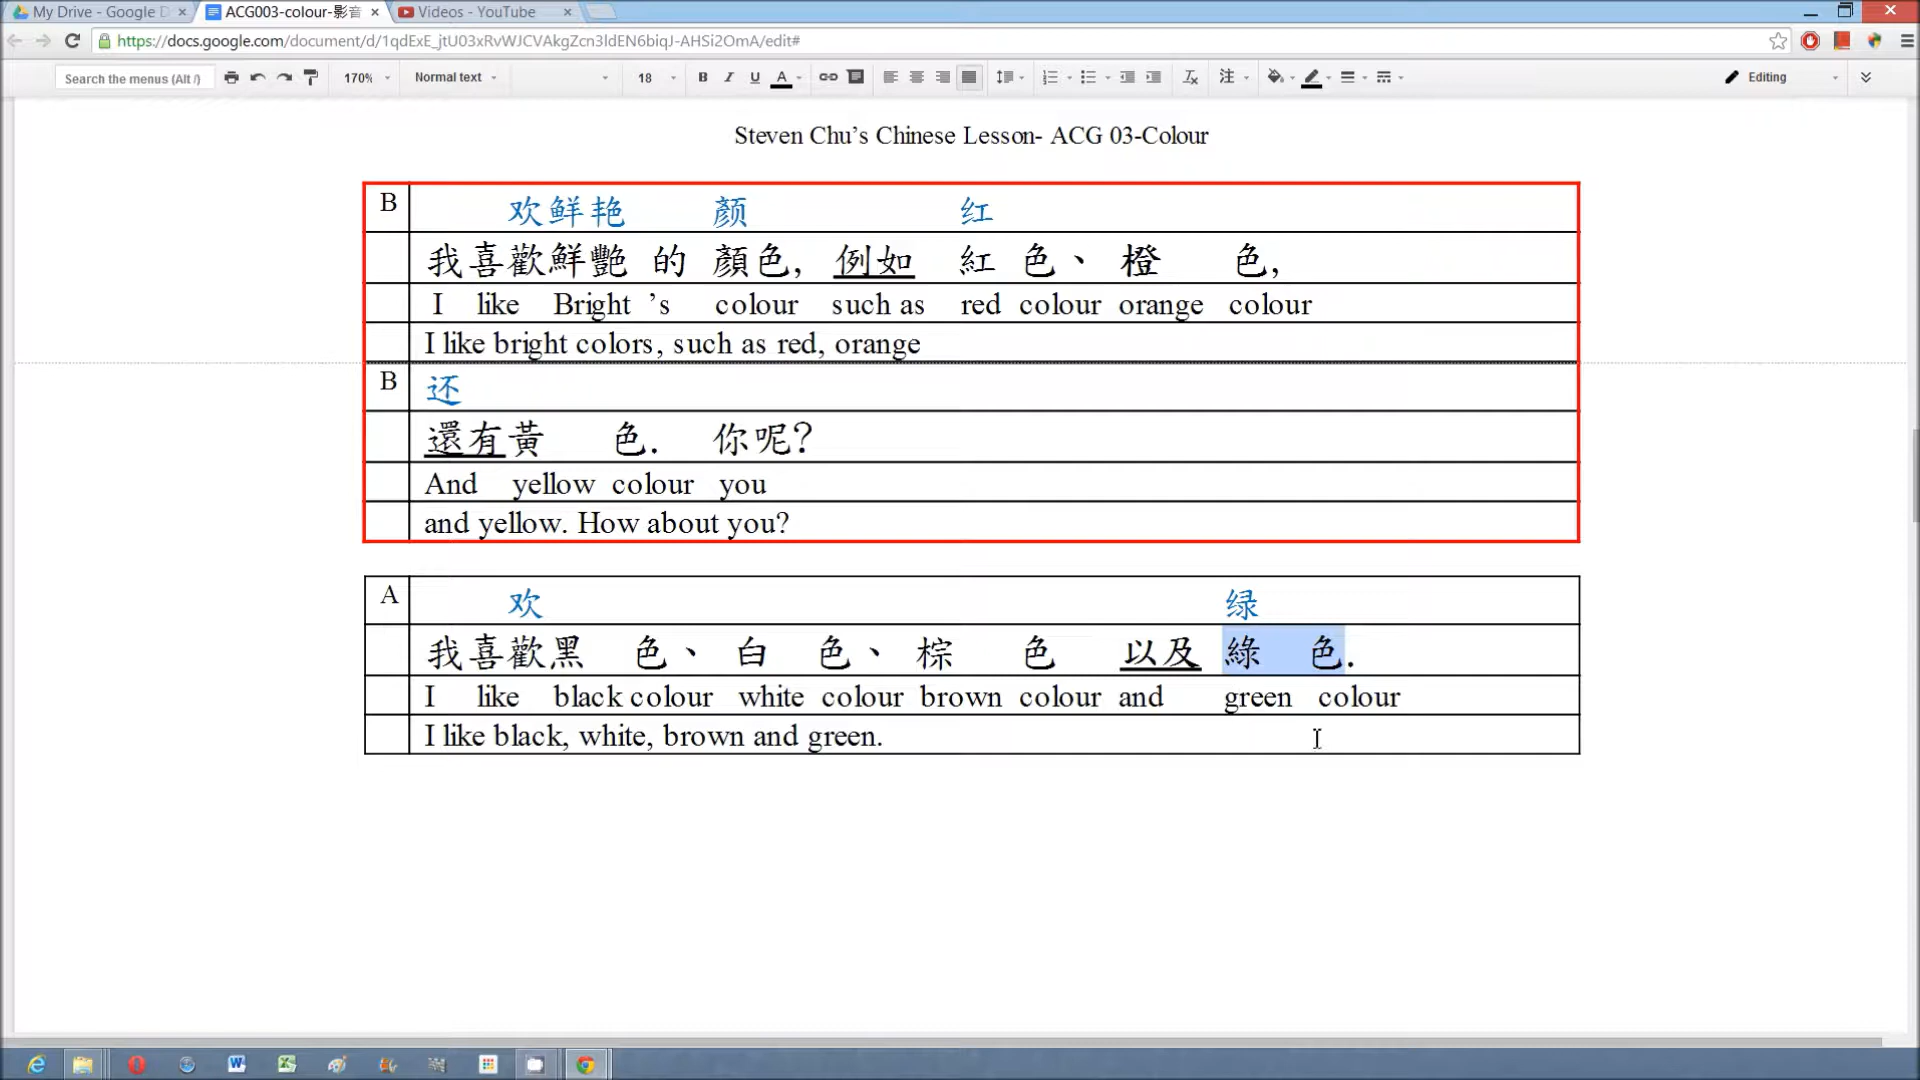 My Drive - Google D
ACG003-colour-影音
Videos - YouTube
https://docs.google.com/document/d/1qdExE_jtU03xRvWJCVAkgZcn3ldEN6biqJ-AHSi2OmA/edit#
Search the menus (Alt /) 170% Normal text 18 B I U A 注 Editing
Steven Chu’s Chinese Lesson- ACG 03-Colour
B 欢鲜艳 颜 红
我喜歡鮮艷 的 顏色, 例如 紅 色、 橙 色,
I like Bright ’s colour such as red colour orange colour
I like bright colors, such as red, orange
B 还
還有黃 色. 你呢?
And yellow colour you
and yellow. How about you?
A 欢 绿
我喜歡黑 色、 白 色、 棕 色 以及 綠 色.
I like black colour white colour brown colour and green colour
I like black, white, brown and green.